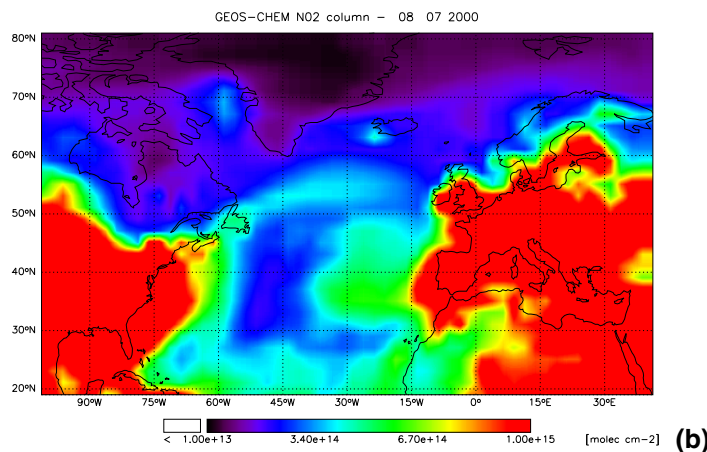 GEOS-CHEM NO2 column - 08 07 2000
80°N
70°N
60°N
50°N
40°N
30°N
20°N
90°W 75°W 60°W 45°W 30°W 15°W 0°E 15°E 30°E
< 1.00e+13 3.40e+14 6.70e+14 1.00e+15 [molec cm-2] (b)